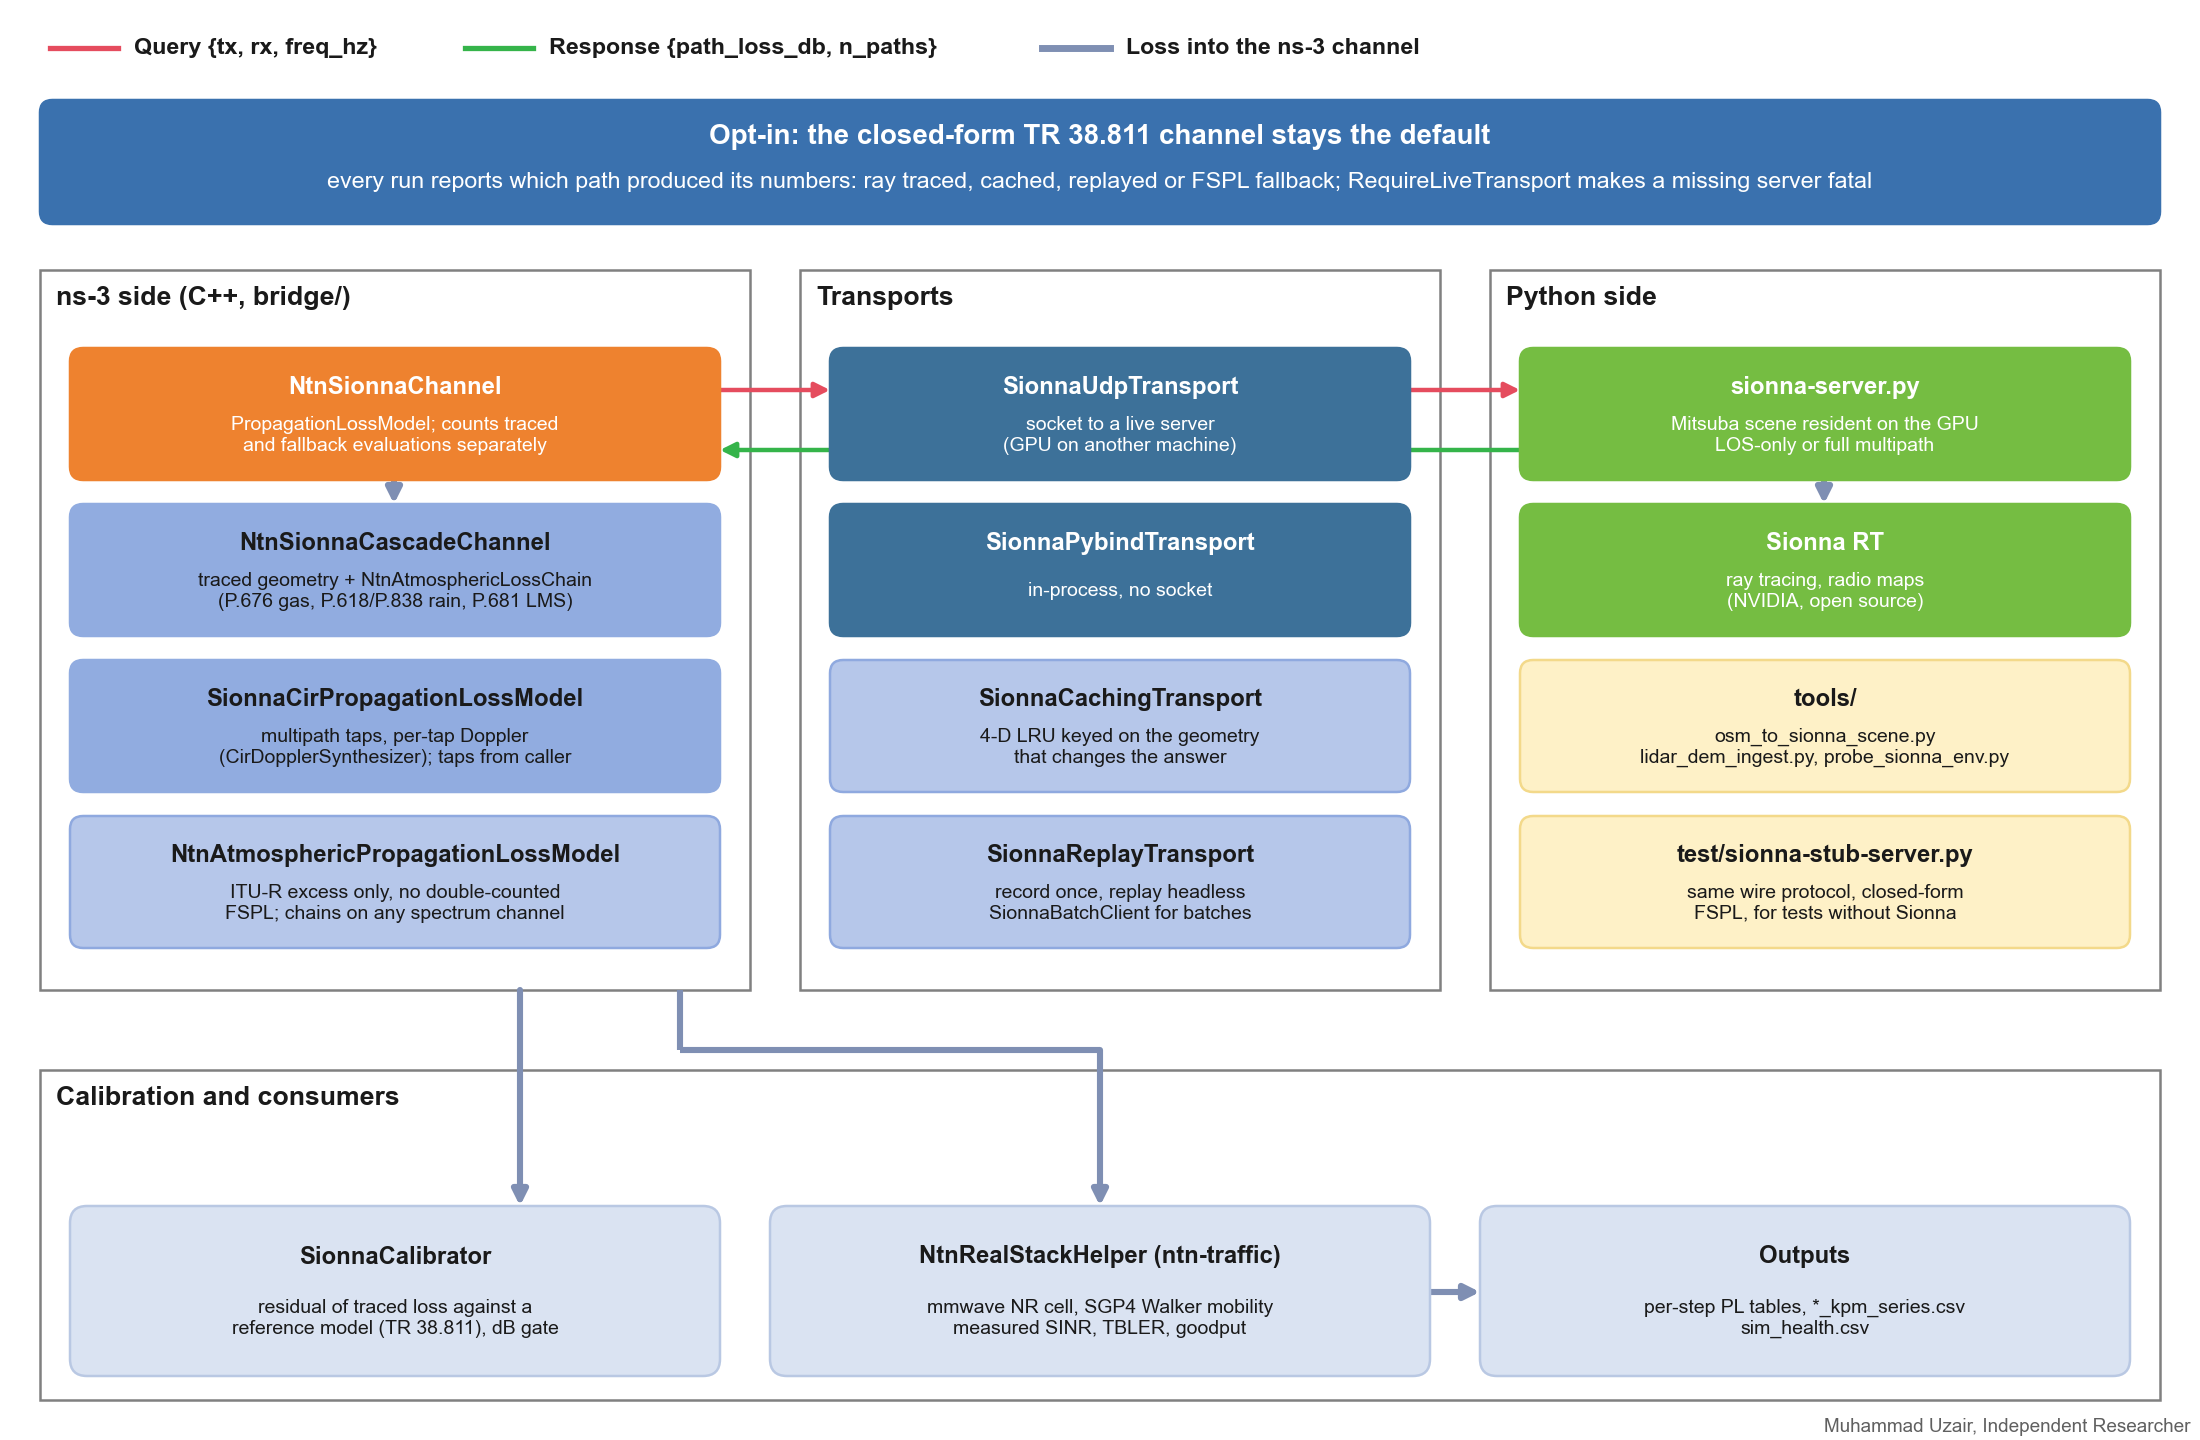 Query {tx, rx, freq_hz}
Response {path_loss_db, n_paths}
Loss into the ns-3 channel
Opt-in: the closed-form TR 38.811 channel stays the default
every run reports which path produced its numbers: ray traced, cached, replayed or FSPL fallback; RequireLiveTransport makes a missing server fatal
ns-3 side (C++, bridge/)
NtnSionnaChannel
PropagationLossModel; counts traced
and fallback evaluations separately
NtnSionnaCascadeChannel
traced geometry + NtnAtmosphericLossChain
(P.676 gas, P.618/P.838 rain, P.681 LMS)
SionnaCirPropagationLossModel
multipath taps, per-tap Doppler
(CirDopplerSynthesizer); taps from caller
NtnAtmosphericPropagationLossModel
ITU-R excess only, no double-counted
FSPL; chains on any spectrum channel
Transports
SionnaUdpTransport
socket to a live server
(GPU on another machine)
SionnaPybindTransport
in-process, no socket
SionnaCachingTransport
4-D LRU keyed on the geometry
that changes the answer
SionnaReplayTransport
record once, replay headless
SionnaBatchClient for batches
Python side
sionna-server.py
Mitsuba scene resident on the GPU
LOS-only or full multipath
Sionna RT
ray tracing, radio maps
(NVIDIA, open source)
tools/
osm_to_sionna_scene.py
lidar_dem_ingest.py, probe_sionna_env.py
test/sionna-stub-server.py
same wire protocol, closed-form
FSPL, for tests without Sionna
Calibration and consumers
SionnaCalibrator
residual of traced loss against a
reference model (TR 38.811), dB gate
NtnRealStackHelper (ntn-traffic)
mmwave NR cell, SGP4 Walker mobility
measured SINR, TBLER, goodput
Outputs
per-step PL tables, *_kpm_series.csv
sim_health.csv
Muhammad Uzair, Independent Researcher